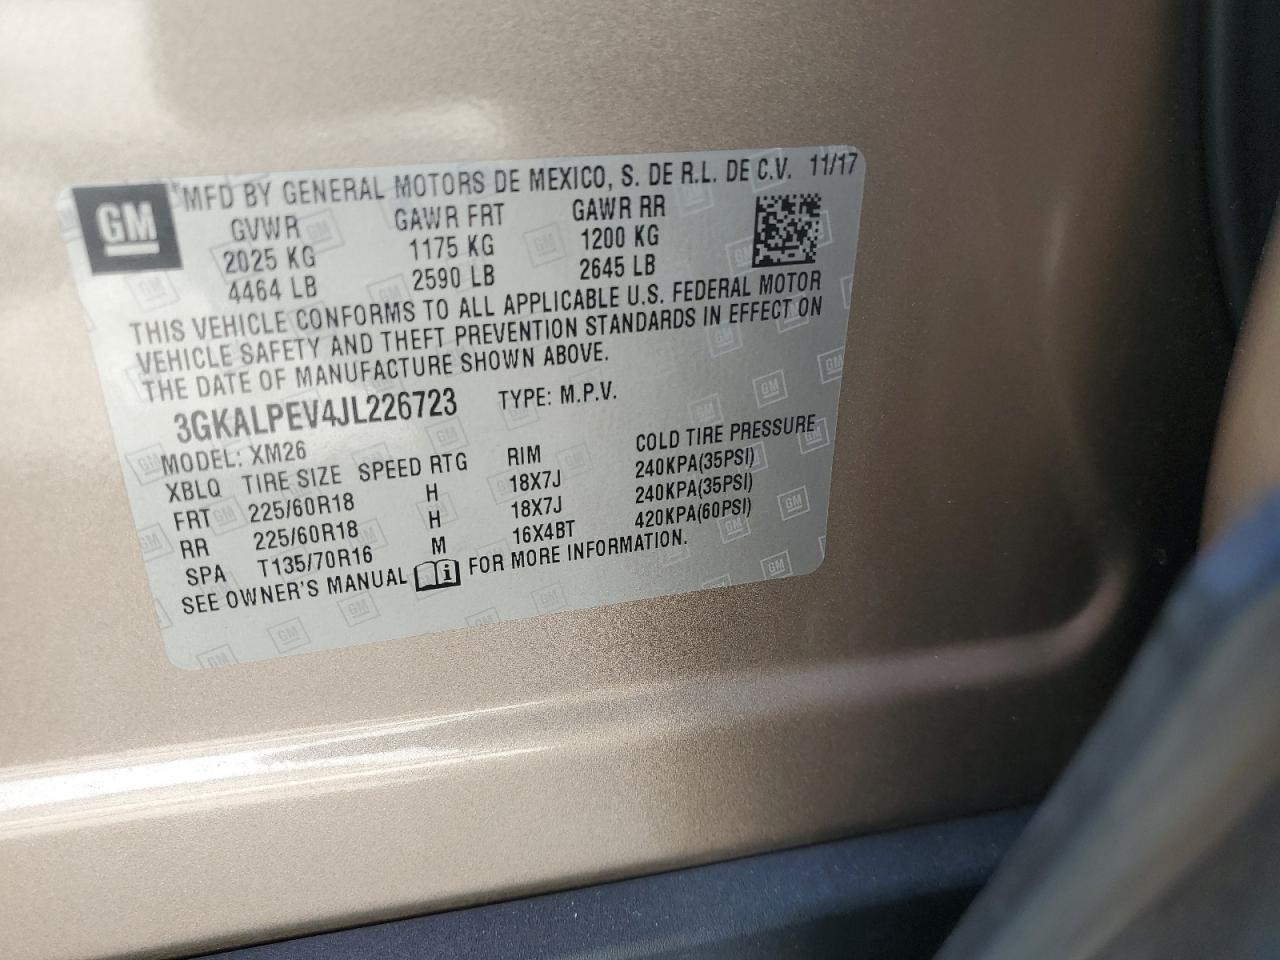 GM MFD BY GENERAL MOTORS DE MEXICO, S. DE R.L. DE C.V. 11/17
GVWR GAWR FRT GAWR RR
2025 KG 1175 KG 1200 KG
4464 LB 2590 LB 2645 LB
THIS VEHICLE CONFORMS TO ALL APPLICABLE U.S. FEDERAL MOTOR
VEHICLE SAFETY AND THEFT PREVENTION STANDARDS IN EFFECT ON
THE DATE OF MANUFACTURE SHOWN ABOVE.
3GKALPEV4JL226723 TYPE: M.P.V.
MODEL: XM26
XBLQ TIRE SIZE SPEED RTG RIM COLD TIRE PRESSURE
FRT 225/60R18 H 18X7J 240KPA(35PSI)
RR 225/60R18 H 18X7J 240KPA(35PSI)
SPA T135/70R16 M 16X4BT 420KPA(60PSI)
SEE OWNER'S MANUAL i FOR MORE INFORMATION.